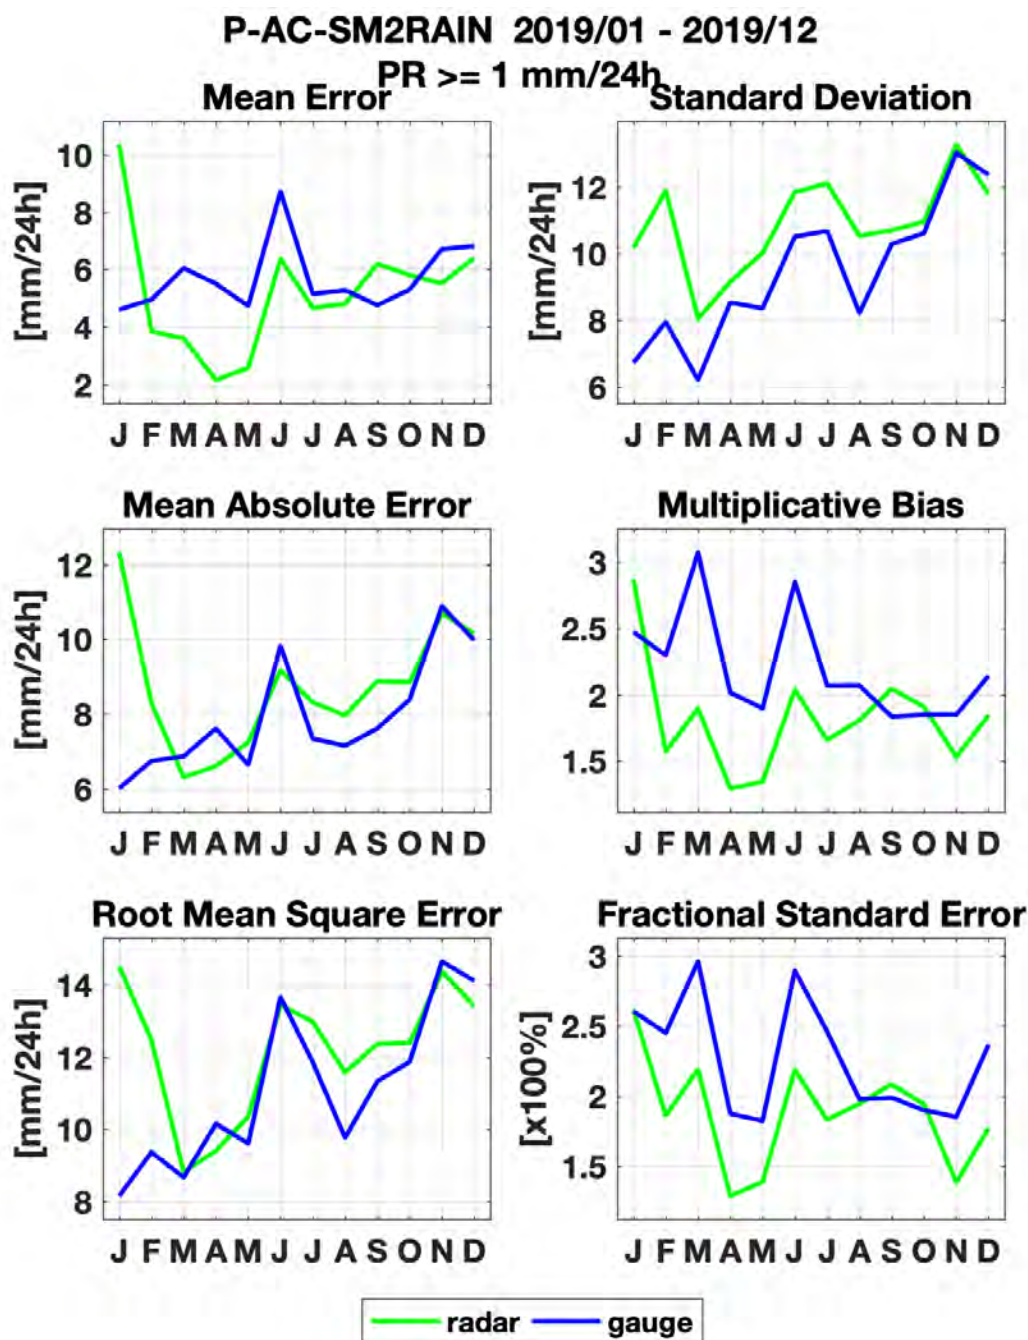 P-AC-SM2RAIN 2019/01 - 2019/12
PR >= 1 mm/24h
Mean Error
[mm/24h]
10
8
6
4
2
J F M A M J J A S O N D
Standard Deviation
[mm/24h]
12
10
8
6
J F M A M J J A S O N D
Mean Absolute Error
[mm/24h]
12
10
8
6
J F M A M J J A S O N D
Multiplicative Bias
3
2.5
2
1.5
J F M A M J J A S O N D
Root Mean Square Error
[mm/24h]
14
12
10
8
J F M A M J J A S O N D
Fractional Standard Error
[x100%]
3
2.5
2
1.5
J F M A M J J A S O N D
radar gauge